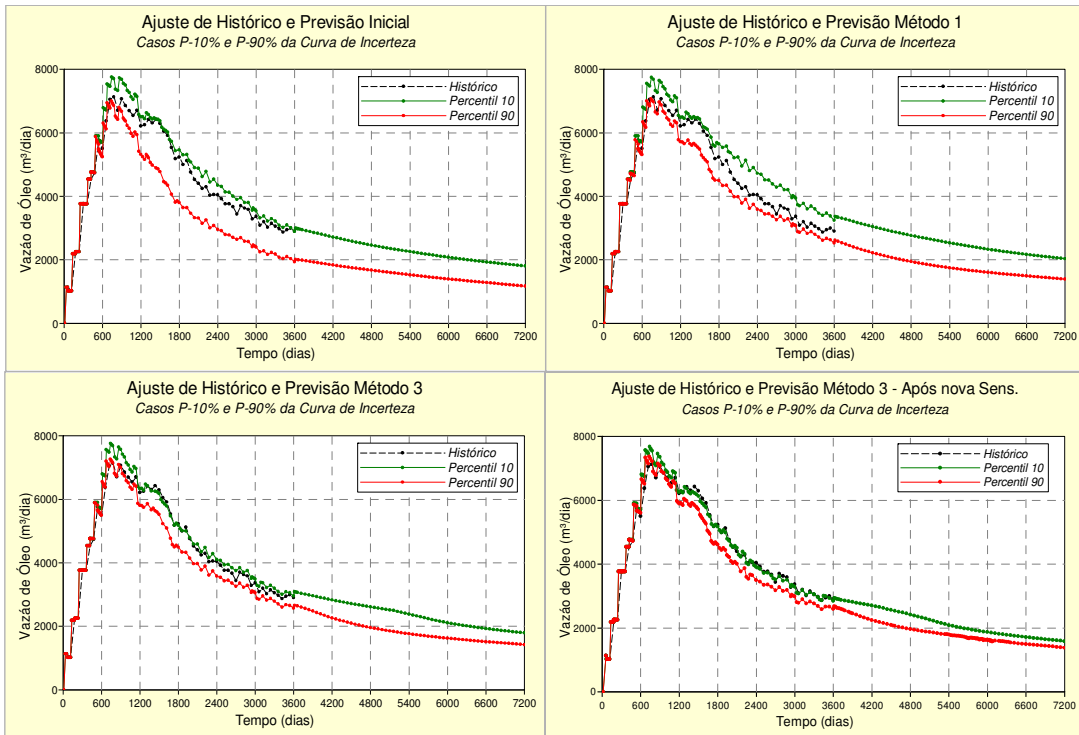 Ajuste de Histórico e Previsão Inicial
Casos P-10% e P-90% da Curva de Incerteza
Vazão de Óleo (m³/dia)
8000
6000
4000
2000
0
Histórico
Percentil 10
Percentil 90
0 600 1200 1800 2400 3000 3600 4200 4800 5400 6000 6600 7200
Tempo (dias)
Ajuste de Histórico e Previsão Método 1
Casos P-10% e P-90% da Curva de Incerteza
Vazão de Óleo (m³/dia)
8000
6000
4000
2000
0
Histórico
Percentil 10
Percentil 90
0 600 1200 1800 2400 3000 3600 4200 4800 5400 6000 6600 7200
Tempo (dias)
Ajuste de Histórico e Previsão Método 3
Casos P-10% e P-90% da Curva de Incerteza
Vazão de Óleo (m³/dia)
8000
6000
4000
2000
0
Histórico
Percentil 10
Percentil 90
0 600 1200 1800 2400 3000 3600 4200 4800 5400 6000 6600 7200
Tempo (dias)
Ajuste de Histórico e Previsão Método 3 - Após nova Sens.
Casos P-10% e P-90% da Curva de Incerteza
Vazão de Óleo (m³/dia)
8000
6000
4000
2000
0
Histórico
Percentil 10
Percentil 90
0 600 1200 1800 2400 3000 3600 4200 4800 5400 6000 6600 7200
Tempo (dias)